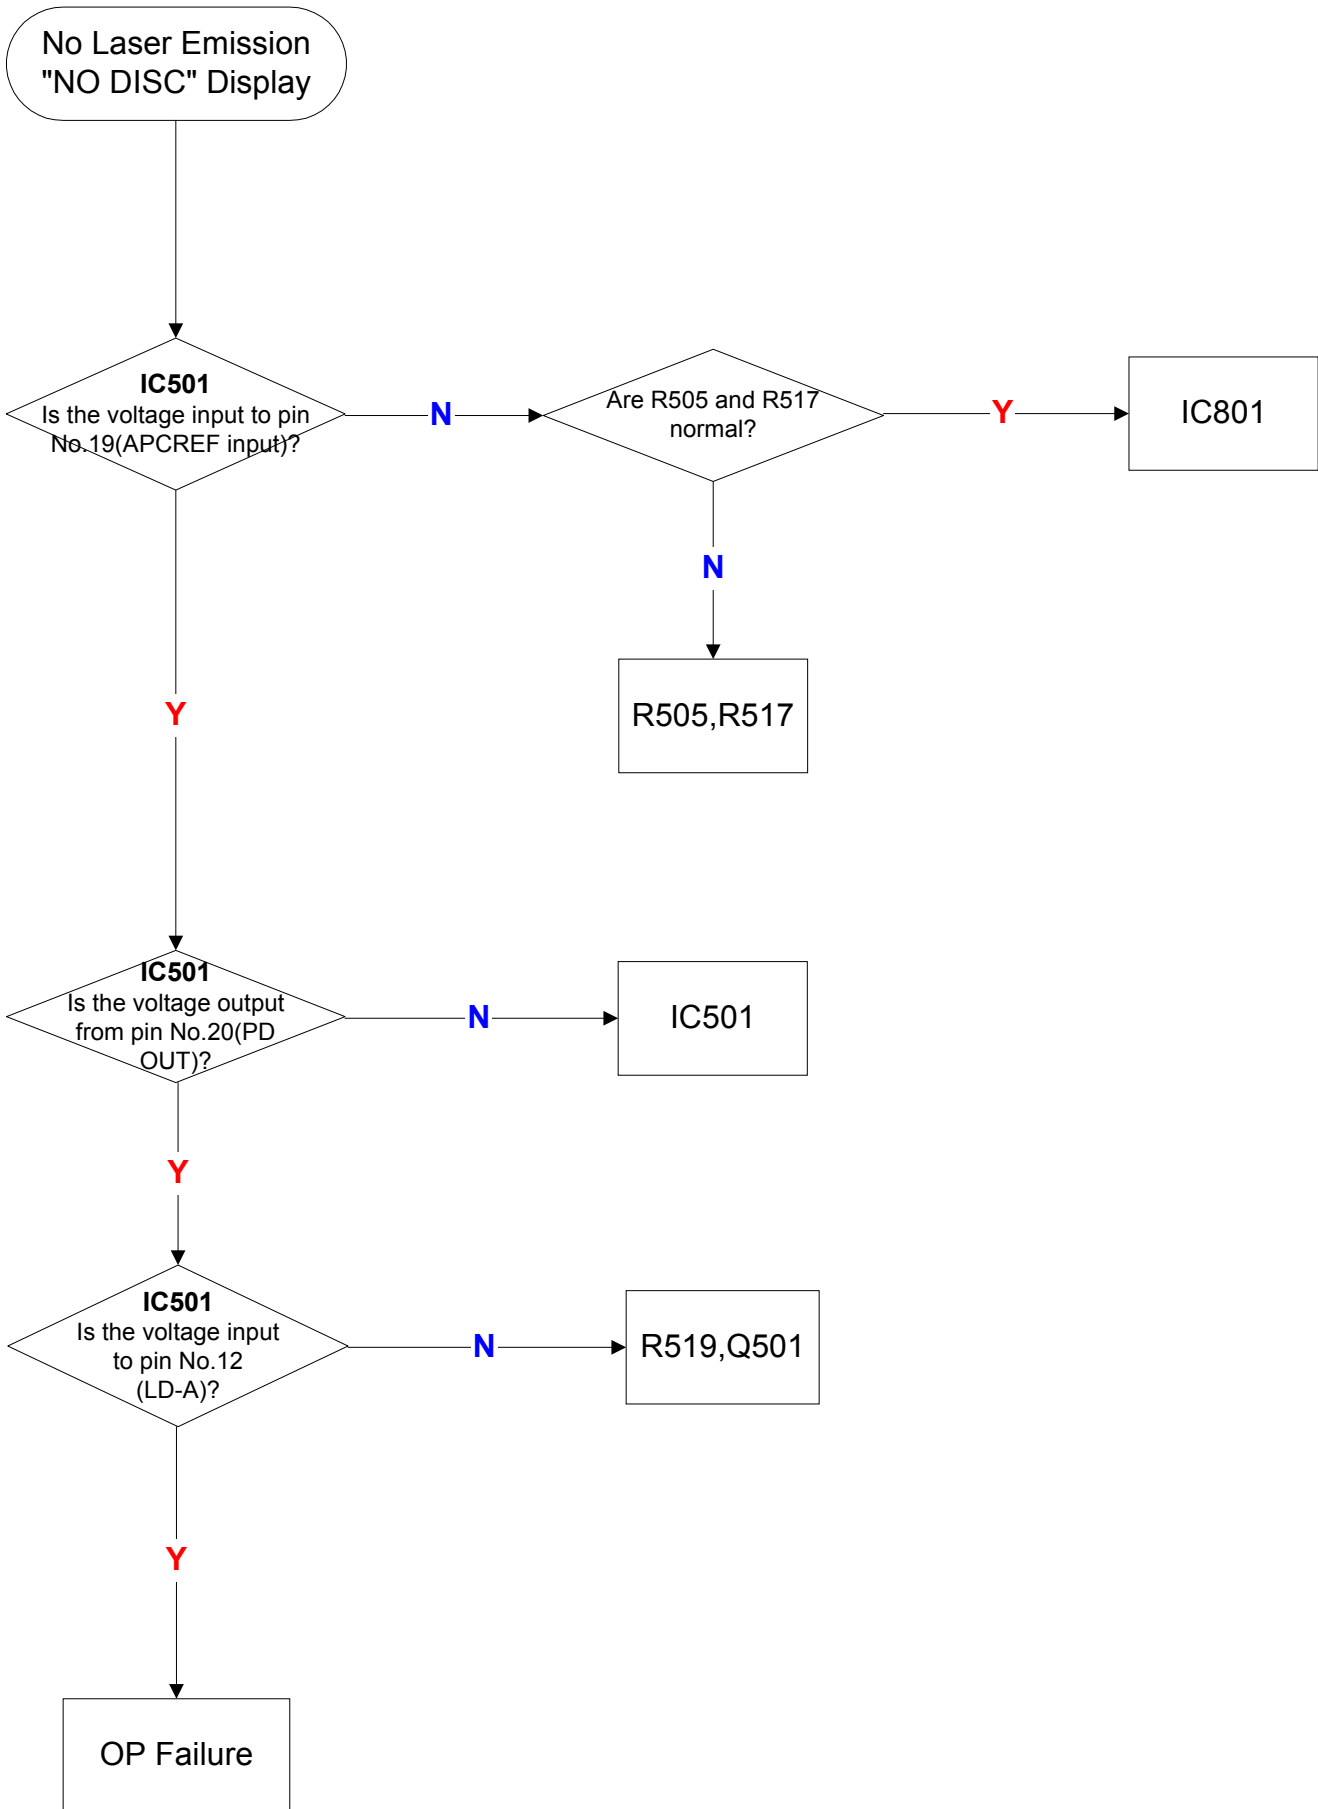 No Laser Emission
"NO DISC" Display
IC501
Is the voltage input to pin
No.19(APCREF input)?
N
Are R505 and R517
normal?
Y
IC801
N
R505,R517
Y
IC501
Is the voltage output
from pin No.20(PD
OUT)?
N
IC501
Y
IC501
Is the voltage input
to pin No.12
(LD-A)?
N
R519,Q501
Y
OP Failure